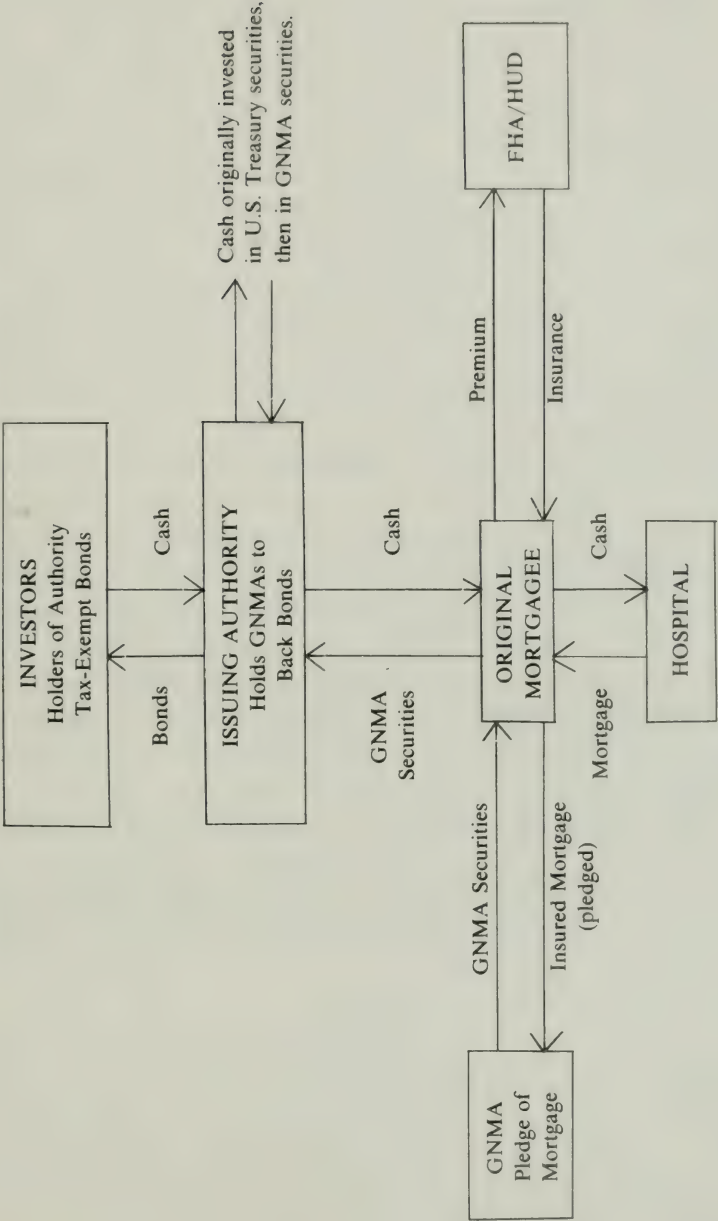 INVESTORS
Holders of Authority
Tax-Exempt Bonds
Bonds
Cash
ISSUING AUTHORITY
Holds GNMAs to
Back Bonds
Cash originally invested
in U.S. Treasury securities,
then in GNMA securities.
GNMA
Securities
Cash
GNMA
Pledge of
Mortgage
GNMA Securities
Insured Mortgage
(pledged)
ORIGINAL
MORTGAGEE
Premium
Insurance
FHA/HUD
Mortgage
Cash
HOSPITAL